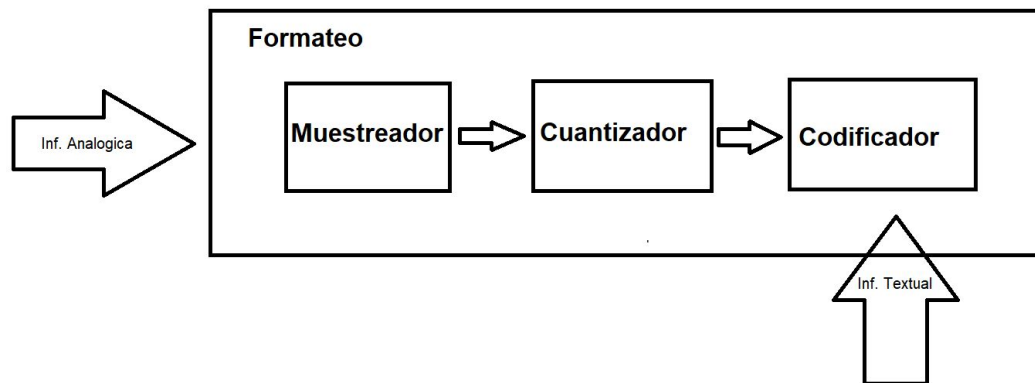 Formateo
Inf. Analogica
Muestreador
Cuantizador
Codificador
Inf. Textual